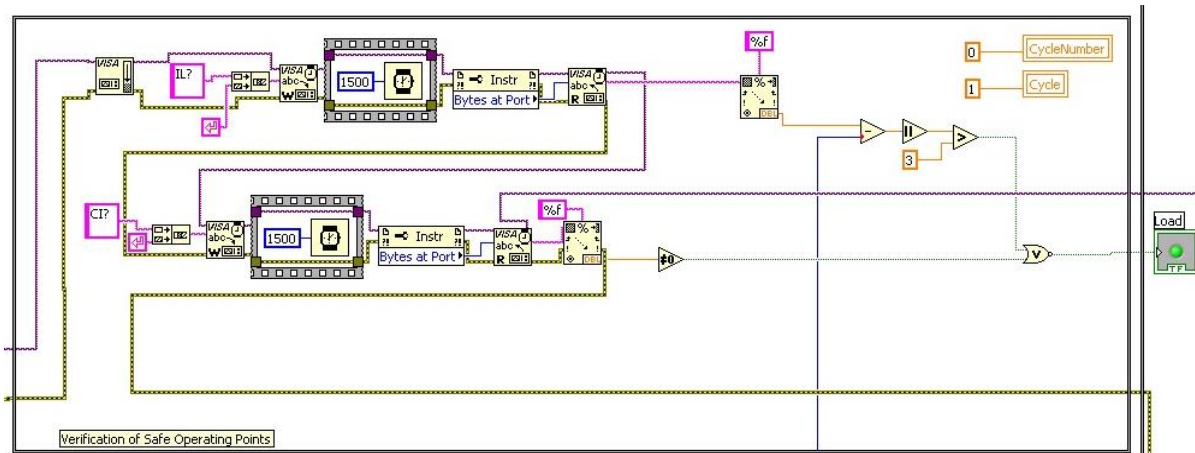 %f
0
CycleNumber
1
Cycle
VISA
IL?
VISA
abc
W
1500
Instr
Bytes at Port
VISA
abc
R
%
DBL
-
||
>
3
CI?
VISA
abc
W
1500
Instr
Bytes at Port
VISA
abc
R
%f
%
DBL
≠0
V
Load
TF
Verification of Safe Operating Points